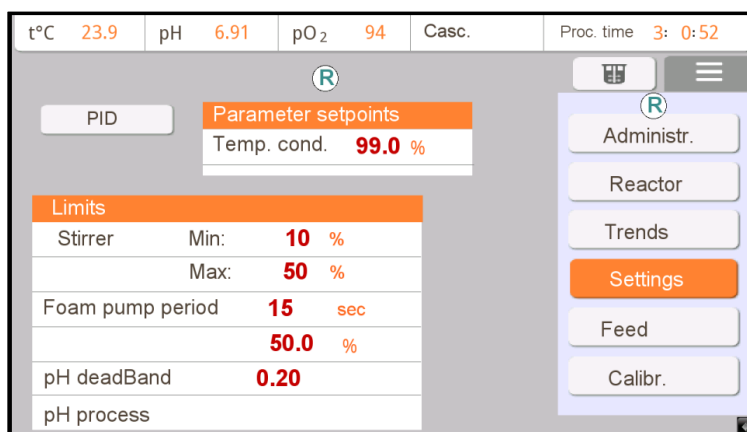 t°C 23.9 pH 6.91 pO2 94 Casc. Proc. time 3: 0:52
R
R
PID
Parameter setpoints
Temp. cond. 99.0 %
Limits
Stirrer Min: 10 %
Max: 50 %
Foam pump period 15 sec
50.0 %
pH deadBand 0.20
pH process
Administr.
Reactor
Trends
Settings
Feed
Calibr.